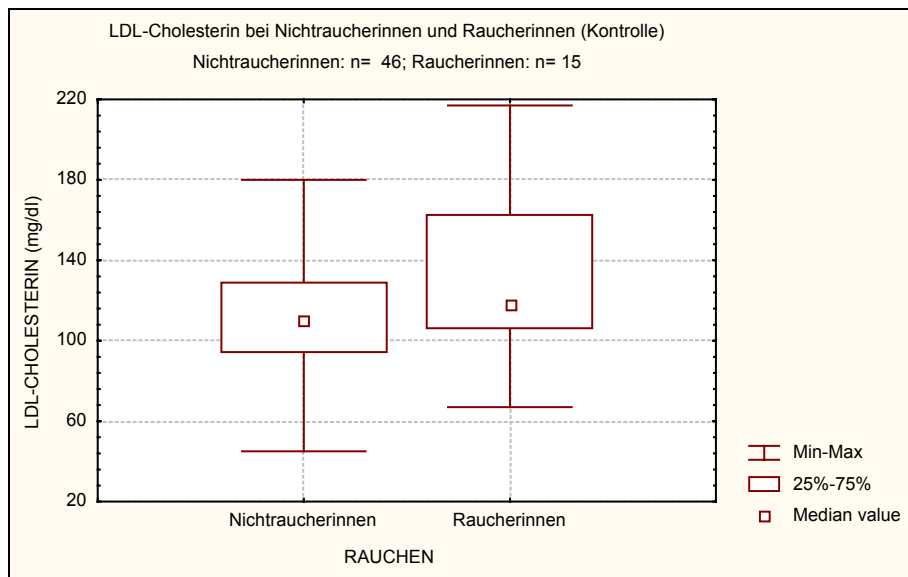 LDL-Cholesterin bei Nichtraucherinnen und Raucherinnen (Kontrolle)
Nichtraucherinnen: n= 46; Raucherinnen: n= 15
LDL-CHOLESTERIN (mg/dl)
220
180
140
100
60
20
Nichtraucherinnen
Raucherinnen
RAUCHEN
Min-Max
25%-75%
Median value